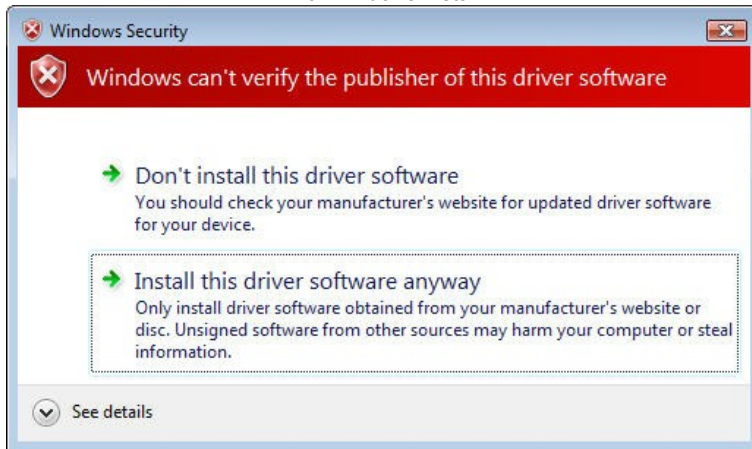 Windows Security
Windows can't verify the publisher of this driver software
Don't install this driver software
You should check your manufacturer's website for updated driver software
for your device.
Install this driver software anyway
Only install driver software obtained from your manufacturer's website or
disc. Unsigned software from other sources may harm your computer or steal
information.
See details